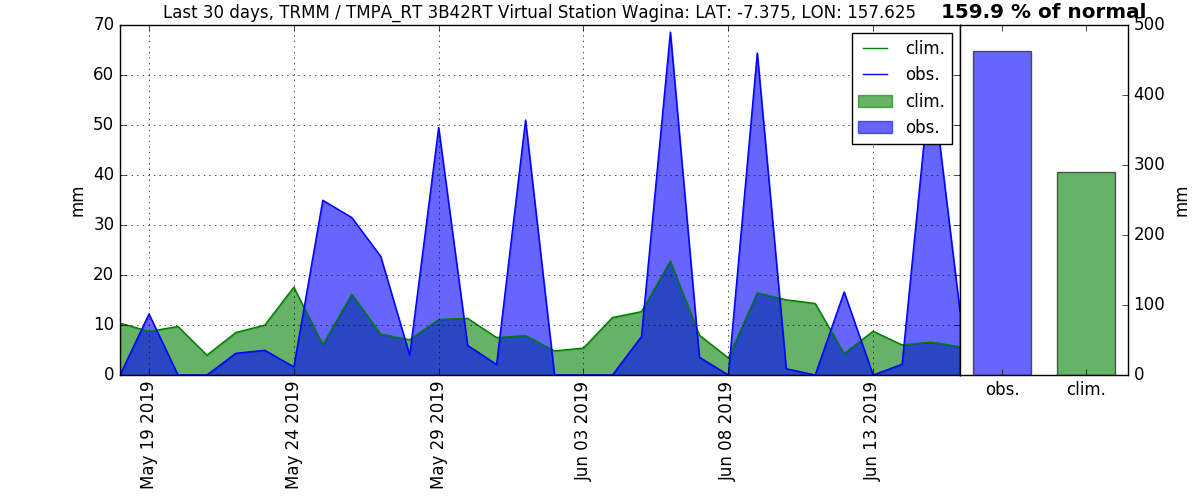 Last 30 days, TRMM / TMPA_RT 3B42RT Virtual Station Wagina: LAT: -7.375, LON: 157.625
159.9 % of normal
70
60
50
40
30
20
10
0
mm
clim.
obs.
clim.
obs.
May 19 2019
May 24 2019
May 29 2019
Jun 03 2019
Jun 08 2019
Jun 13 2019
500
400
300
200
100
0
mm
obs.
clim.